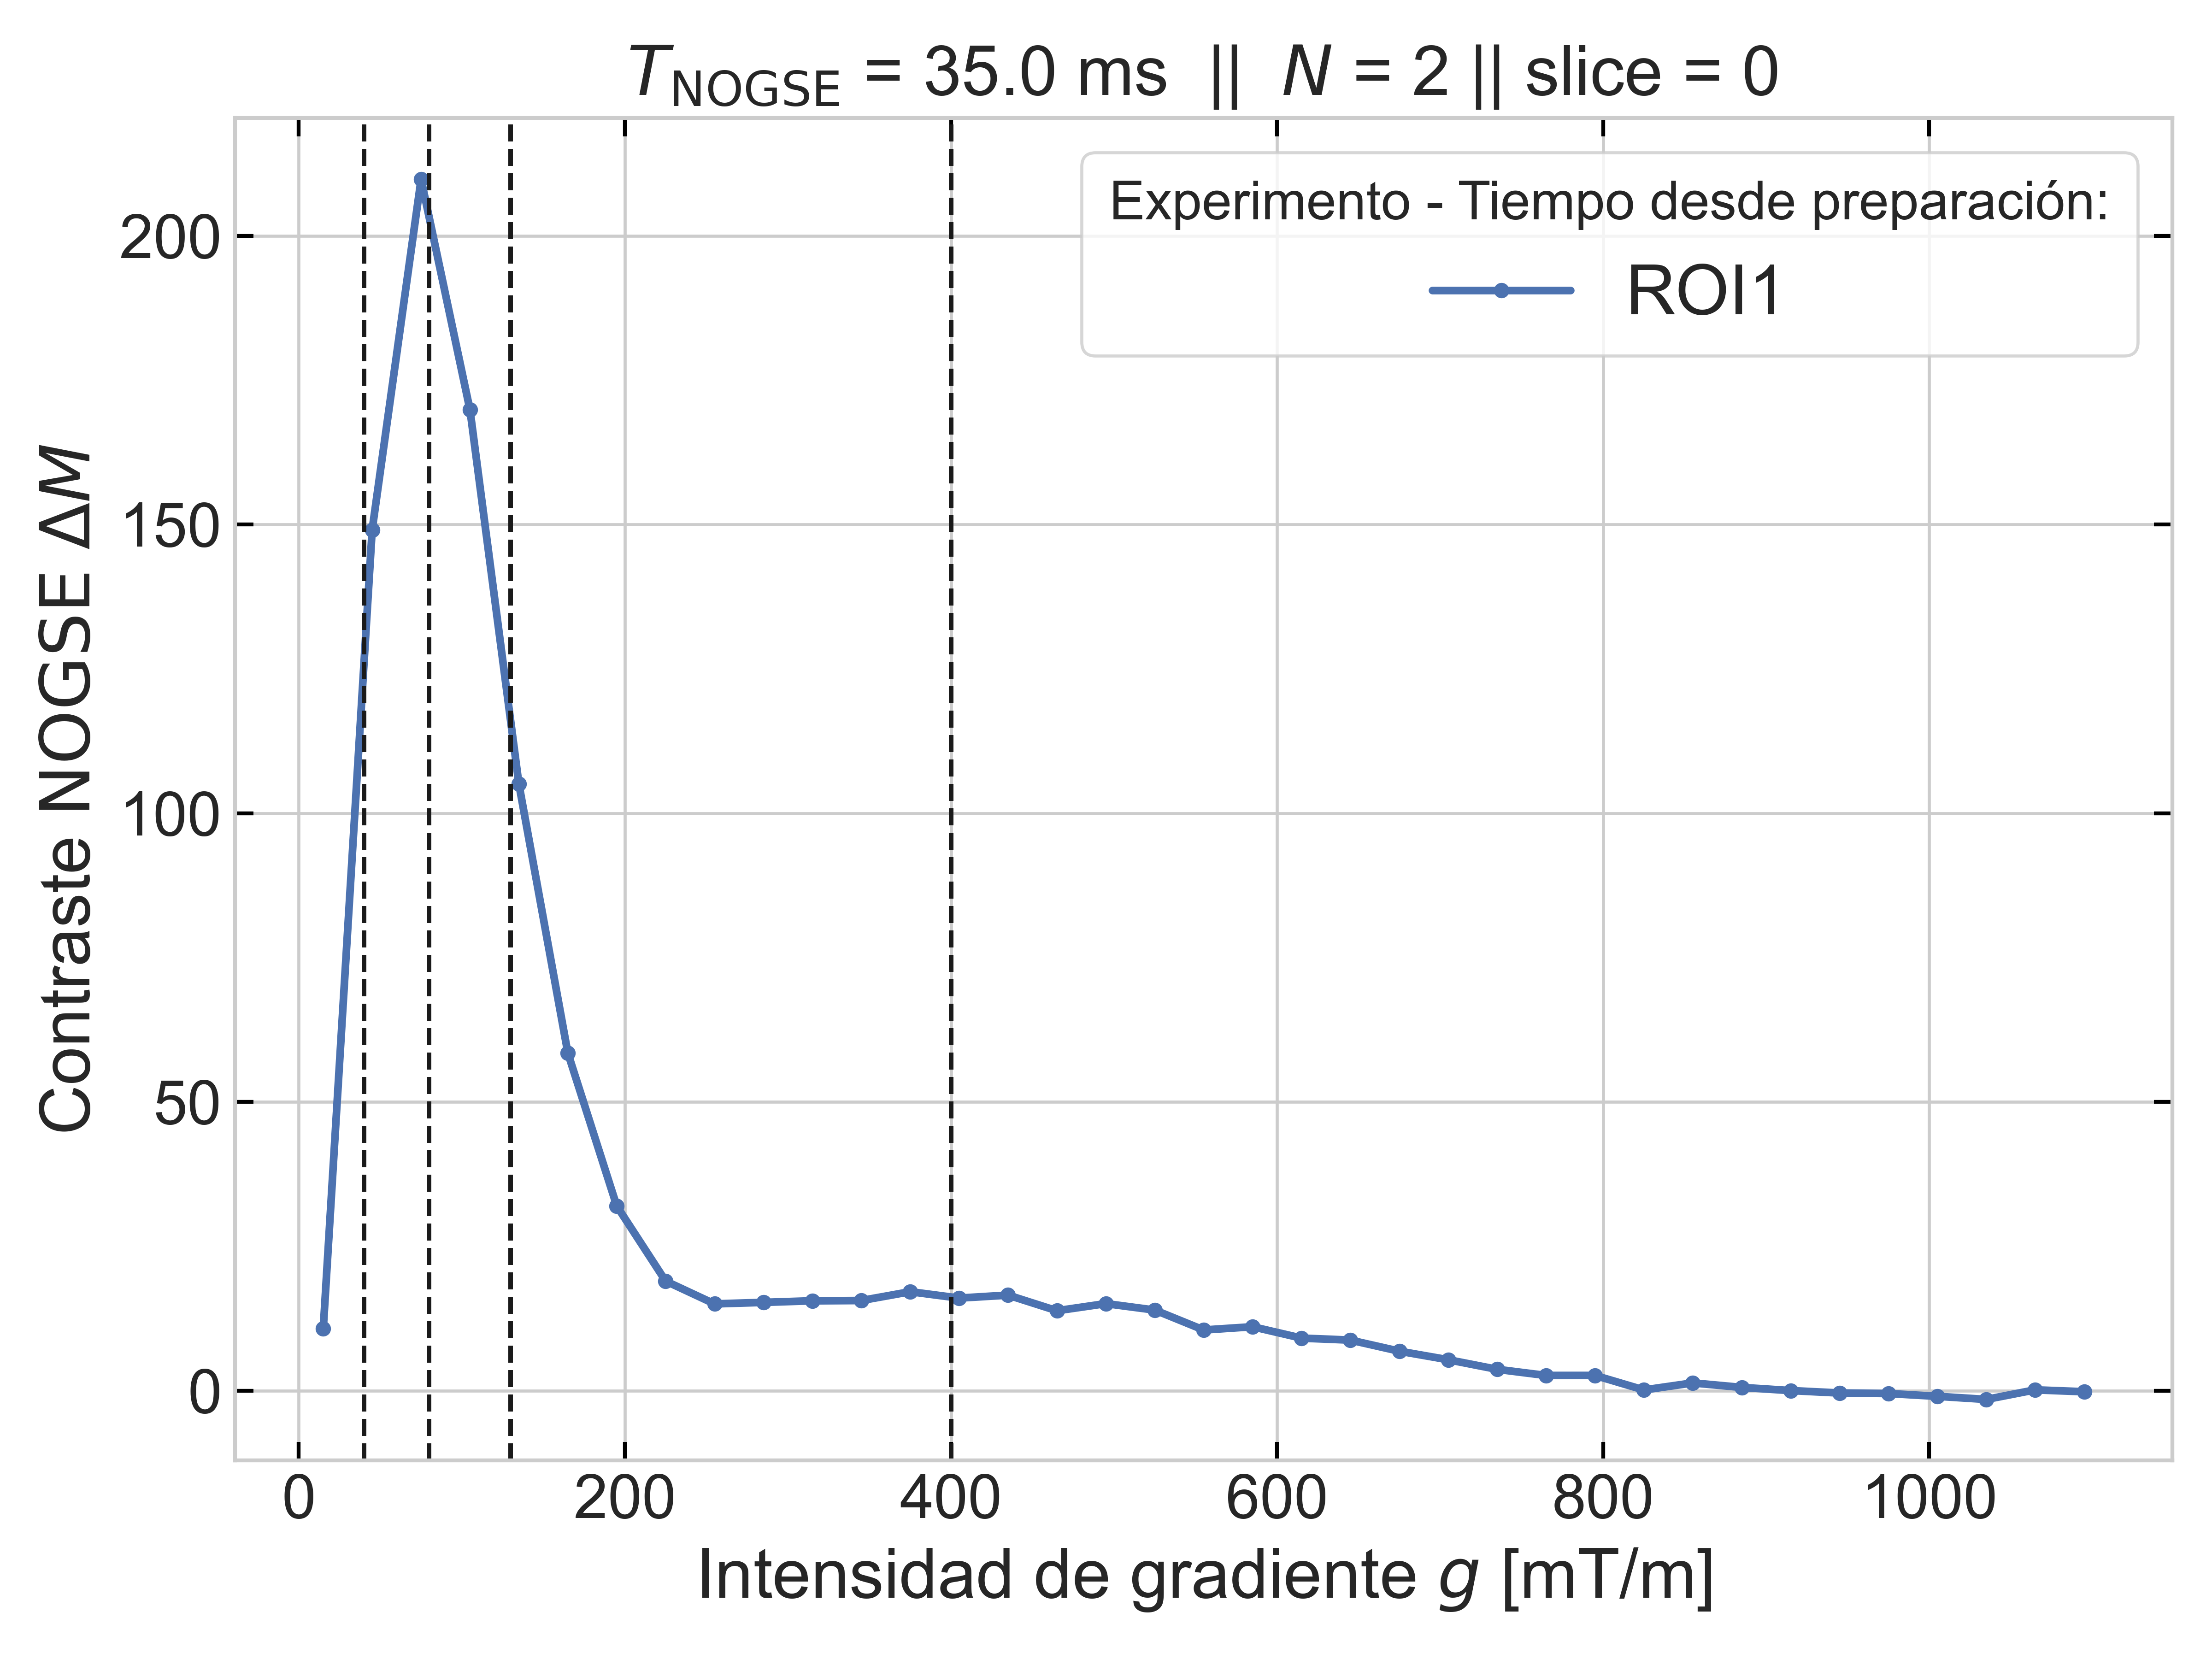 T_NOGSE = 35.0 ms || N = 2 || slice = 0
Experimento - Tiempo desde preparación:
ROI1
Contraste NOGSE ΔM
200
150
100
50
0
0 200 400 600 800 1000
Intensidad de gradiente g [mT/m]